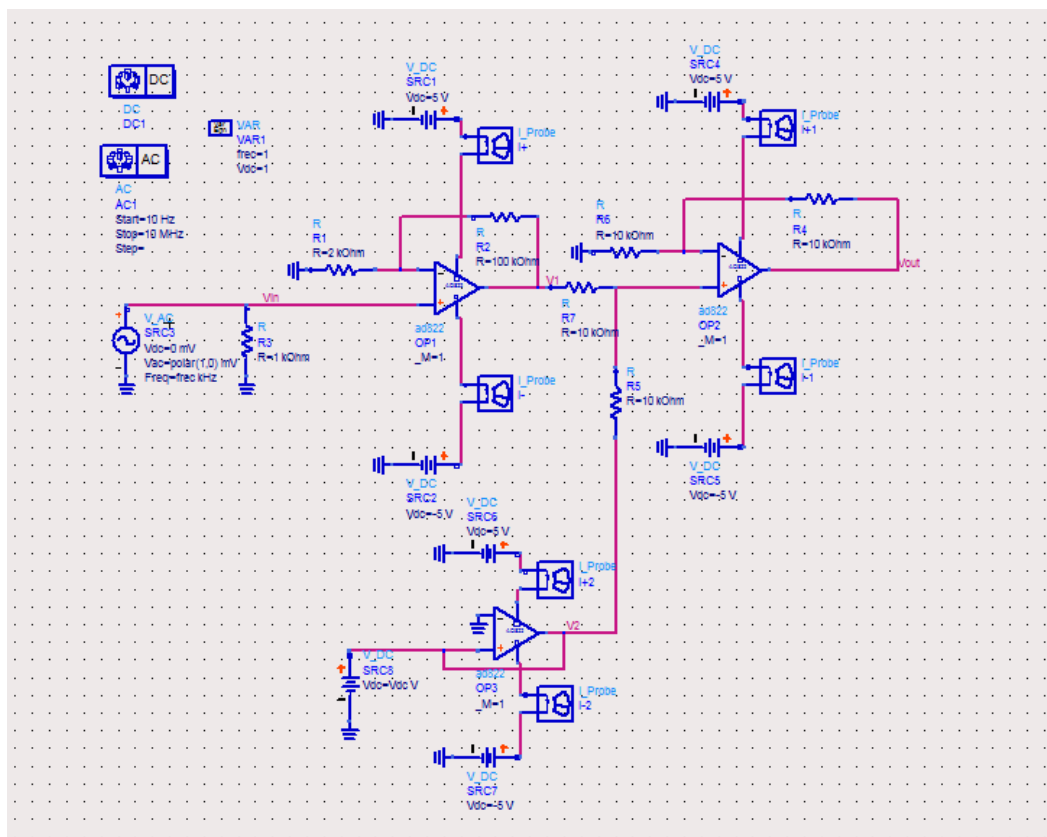 DC
DC
DC1
VAR
VAR1
frec=1
Vdc=1
AC
AC
AC1
Start=10 Hz
Stop=10 MHz
Step=
V_DC
SRC1
Vdc=5 V
I_Probe
I+
V_DC
SRC4
Vdc=5 V
I_Probe
I+1
R
R1
R=2 kOhm
R
R2
R=100 kOhm
R
R6
R=10 kOhm
R
R4
R=10 kOhm
Vout
Vin
V1
V_AC
SRC3
Vdc=0 mV
Vac=polar(1,0) mV
Freq=frec kHz
R
R3
R=1 kOhm
ad822
OP1
_M=1
R
R7
R=10 kOhm
ad822
OP2
_M=1
I_Probe
I-
R
R5
R=10 kOhm
I_Probe
I-1
V_DC
SRC2
Vdc=-5 V
V_DC
SRC5
Vdc=-5 V
V_DC
SRC6
Vdc=5 V
I_Probe
I+2
V2
V_DC
SRC8
Vdc=Vdc V
ad822
OP3
_M=1
I_Probe
I-2
V_DC
SRC7
Vdc=-5 V